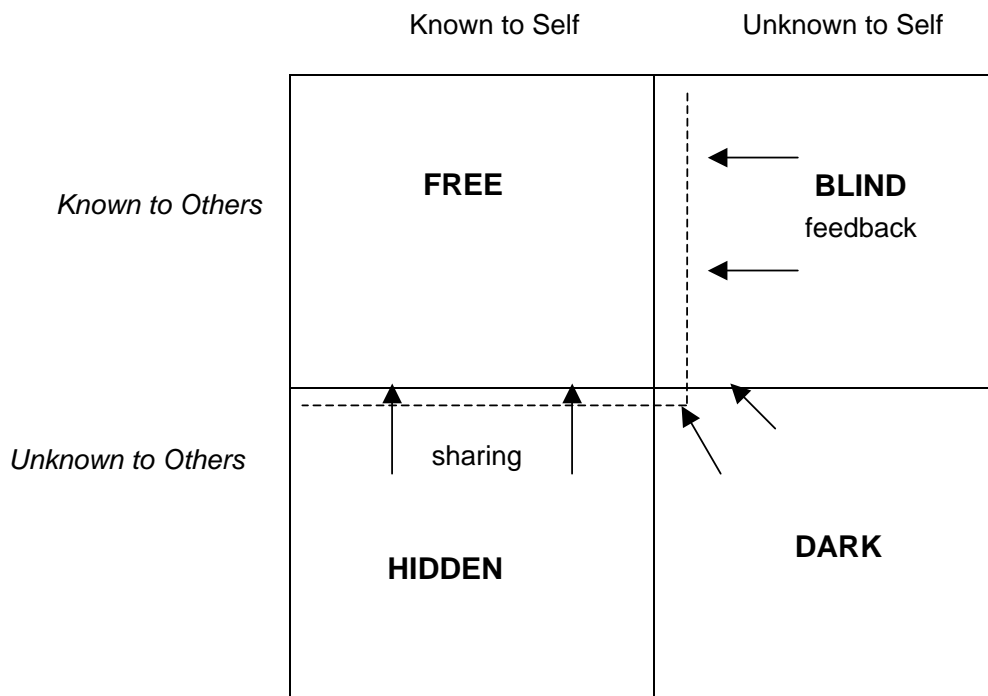 Known to Self
Unknown to Self
Known to Others
FREE
BLIND
feedback
Unknown to Others
sharing
HIDDEN
DARK